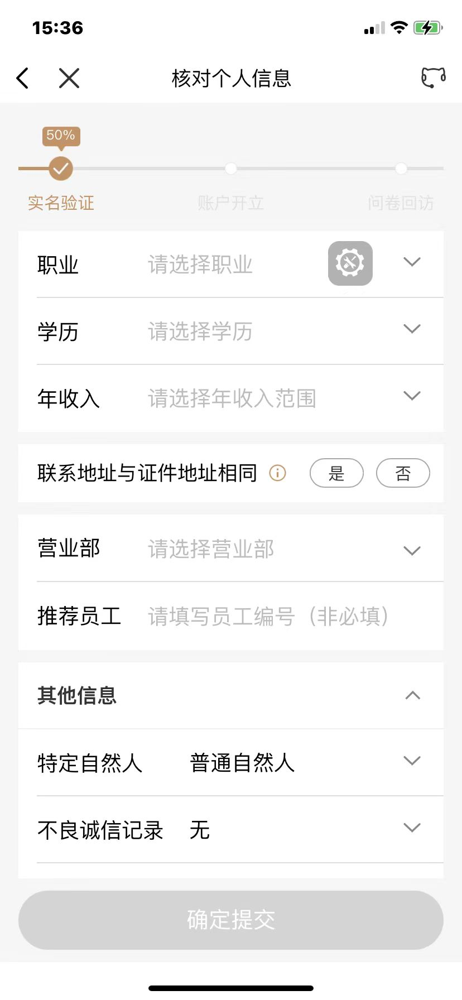 15:36
核对个人信息
50%
实名验证 账户开立 问卷回访
职业 请选择职业
学历 请选择学历
年收入 请选择年收入范围
联系地址与证件地址相同 是 否
营业部 请选择营业部
推荐员工 请填写员工编号（非必填）
其他信息
特定自然人 普通自然人
不良诚信记录 无
确定提交